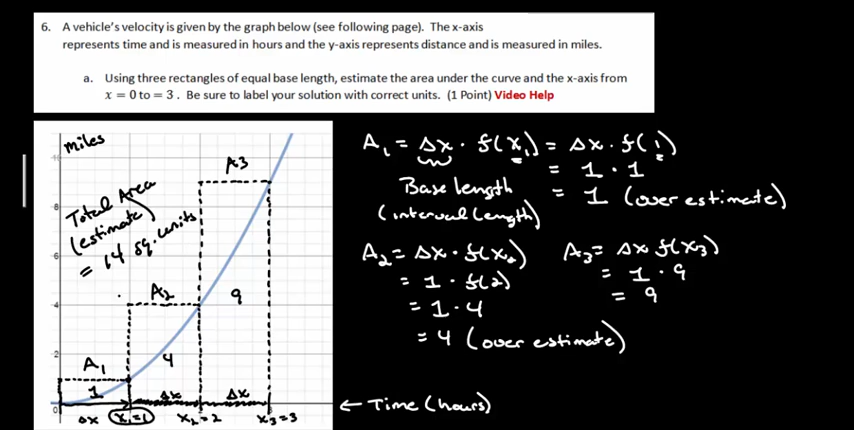 6. A vehicle's velocity is given by the graph below (see following page). The x-axis
represents time and is measured in hours and the y-axis represents distance and is measured in miles.
a. Using three rectangles of equal base length, estimate the area under the curve and the x-axis from
x = 0 to = 3 . Be sure to label your solution with correct units. (1 Point) Video Help
miles
10
8
6
4
2
0
Total Area
(estimate)
= 14 sq. units
A3
A2
A1
9
4
1
Δx
Δx
Δx
x₁=1
x₂=2
x₃=3
← Time (hours)
A₁ = Δx · f(x₁) = Δx · f(1)
= 1 · 1
= 1 (over estimate)
Base length
(interval length)
A₂ = Δx · f(x₂)
= 1 · f(2)
= 1 · 4
= 4 (over estimate)
A₃ = Δx f(x₃)
= 1 · 9
= 9